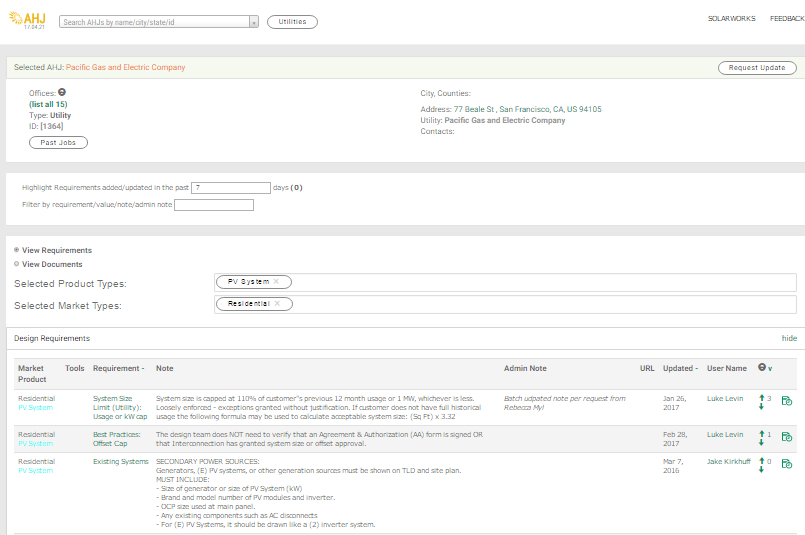 AHJ
17.04.21
Search AHJs by name/city/state/id
Utilities
SOLARWORKS FEEDBACK
Selected AHJ: Pacific Gas and Electric Company
Request Update
Offices:
(list all 15)
Type: Utility
ID: [1364]
Past Jobs
City, Counties:
Address: 77 Beale St , San Francisco, CA, US 94105
Utility: Pacific Gas and Electric Company
Contacts:
Highlight Requirements added/updated in the past 7 days (0)
Filter by requirement/value/note/admin note
View Requirements
View Documents
Selected Product Types: PV System ×
Selected Market Types: Residential ×
Design Requirements hide
Market Product Tools Requirement - Note Admin Note URL Updated - User Name v
Residential
PV System
System Size
Limit (Utility):
Usage or kW cap
System size is capped at 110% of customer's previous 12 month usage or 1 MW, whichever is less.
Loosely enforced - exceptions granted without justification. If customer does not have full historical
usage the following formula may be used to calculate acceptable system size: (Sq Ft) x 3.32
Batch udpated note per request from
Rebecca Myl
Jan 26,
2017
Luke Levin
3
Residential
PV System
Best Practices:
Offset Cap
The design team does NOT need to verify that an Agreement & Authorization (AA) form is signed OR
that Interconnection has granted system size or offset approval.
Feb 28,
2017
Luke Levin
1
Residential
PV System
Existing Systems
SECONDARY POWER SOURCES:
Generators, (E) PV systems, or other generation sources must be shown on TLD and site plan.
MUST INCLUDE:
- Size of generator or size of PV System (kW)
- Brand and model number of PV modules and inverter.
- OCP size used at main panel.
- Any existing components such as AC disconnects
- For (E) PV Systems, it should be drawn like a (2) inverter system.
Mar 7,
2016
Jake Kirkhuff
0